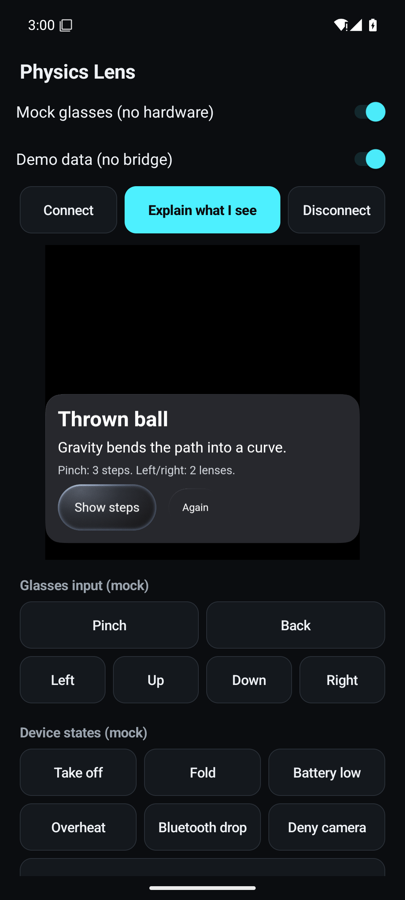 3:00
Physics Lens
Mock glasses (no hardware)
Demo data (no bridge)
Connect
Explain what I see
Disconnect
Thrown ball
Gravity bends the path into a curve.
Pinch: 3 steps. Left/right: 2 lenses.
Show steps
Again
Glasses input (mock)
Pinch
Back
Left
Up
Down
Right
Device states (mock)
Take off
Fold
Battery low
Overheat
Bluetooth drop
Deny camera